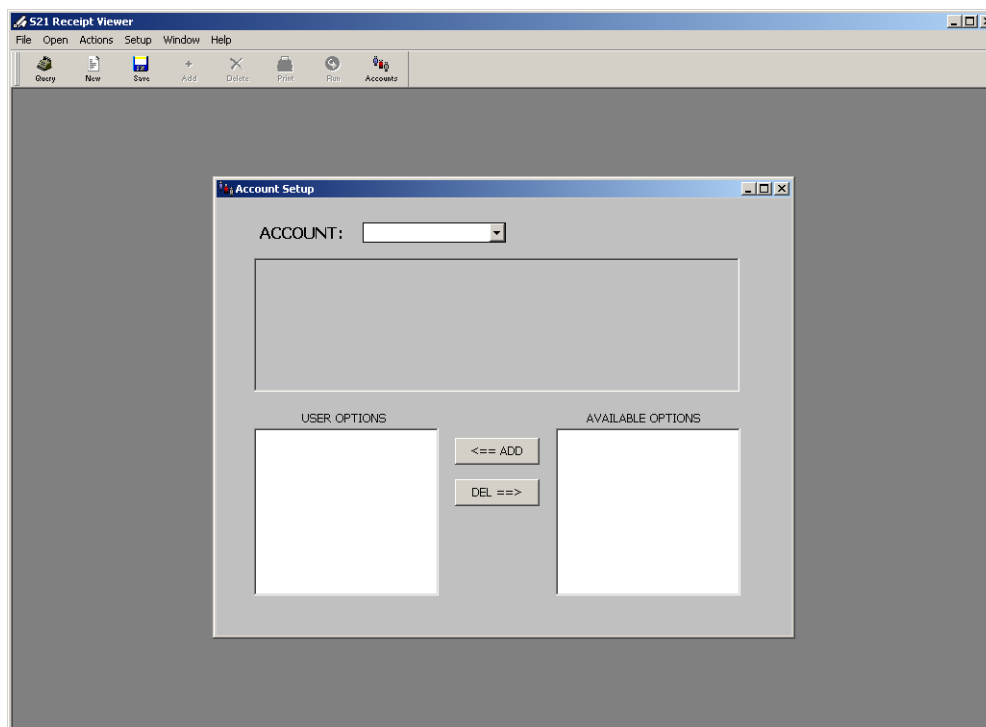 S21 Receipt Viewer
File Open Actions Setup Window Help
Query New Save Add Delete Print Run Accounts
Account Setup
ACCOUNT:
USER OPTIONS AVAILABLE OPTIONS
<== ADD
DEL ==>